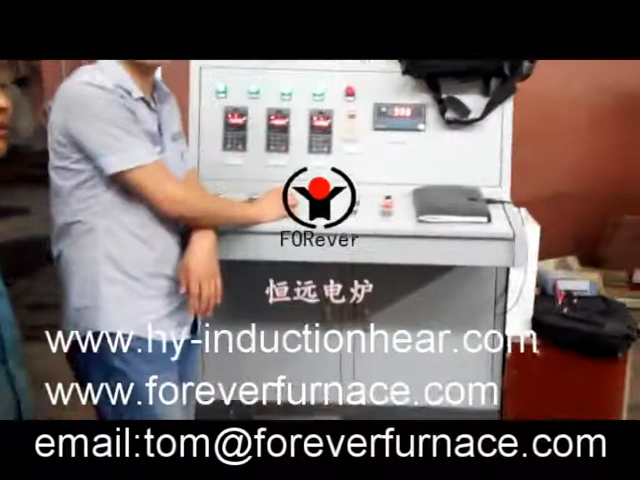 FORever
恒远电炉
www.hy-inductionhear.com
www.foreverfurnace.com
email:tom@foreverfurnace.com